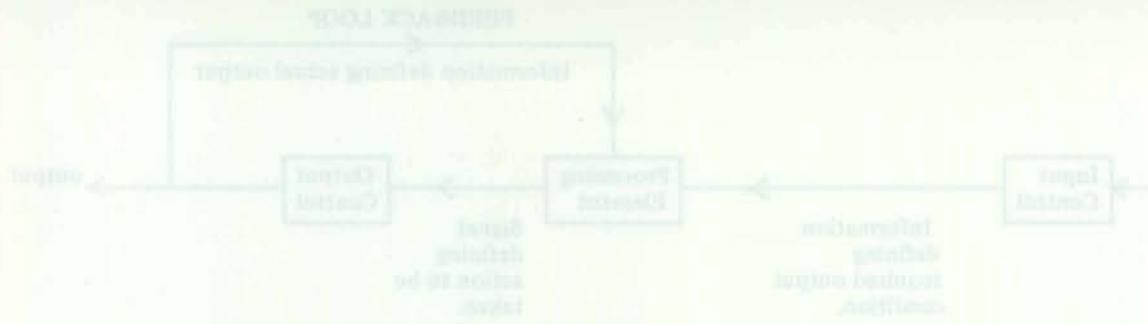 FEEDBACK LOOP
Information defining actual output
Input
Control
Processing
Element
Output
Control
output
Information
defining
required output
condition.
Signal
defining
action to be
taken.